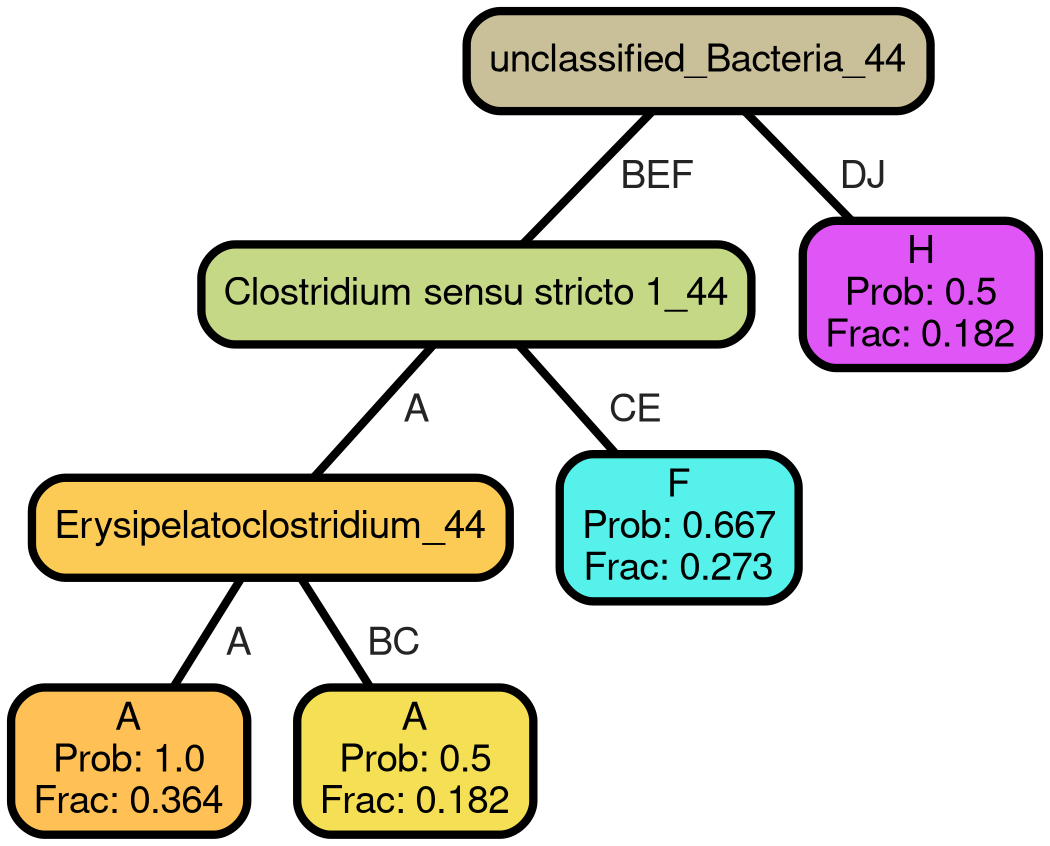 unclassified_Bacteria_44
BEF
DJ
Clostridium sensu stricto 1_44
H
Prob: 0.5
Frac: 0.182
A
CE
Erysipelatoclostridium_44
F
Prob: 0.667
Frac: 0.273
A
BC
A
Prob: 1.0
Frac: 0.364
A
Prob: 0.5
Frac: 0.182